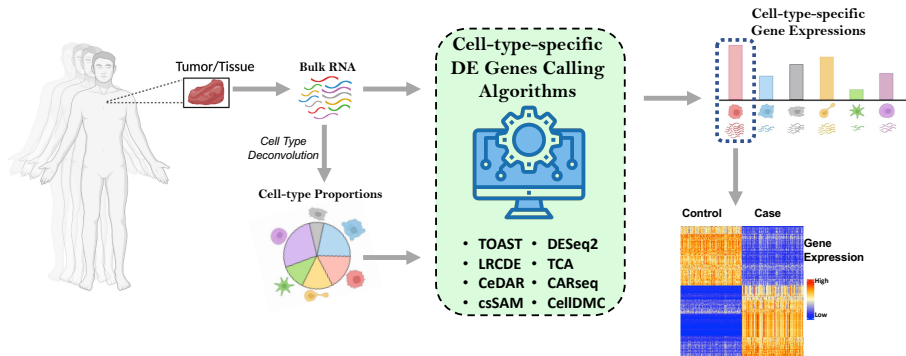 Tumor/Tissue
Bulk RNA
Cell Type
Deconvolution
Cell-type Proportions
Cell-type-specific
DE Genes Calling
Algorithms
• TOAST • DESeq2
• LRCDE • TCA
• CeDAR • CARseq
• csSAM • CellDMC
Cell-type-specific
Gene Expressions
Control Case
Gene
Expression
High
Low